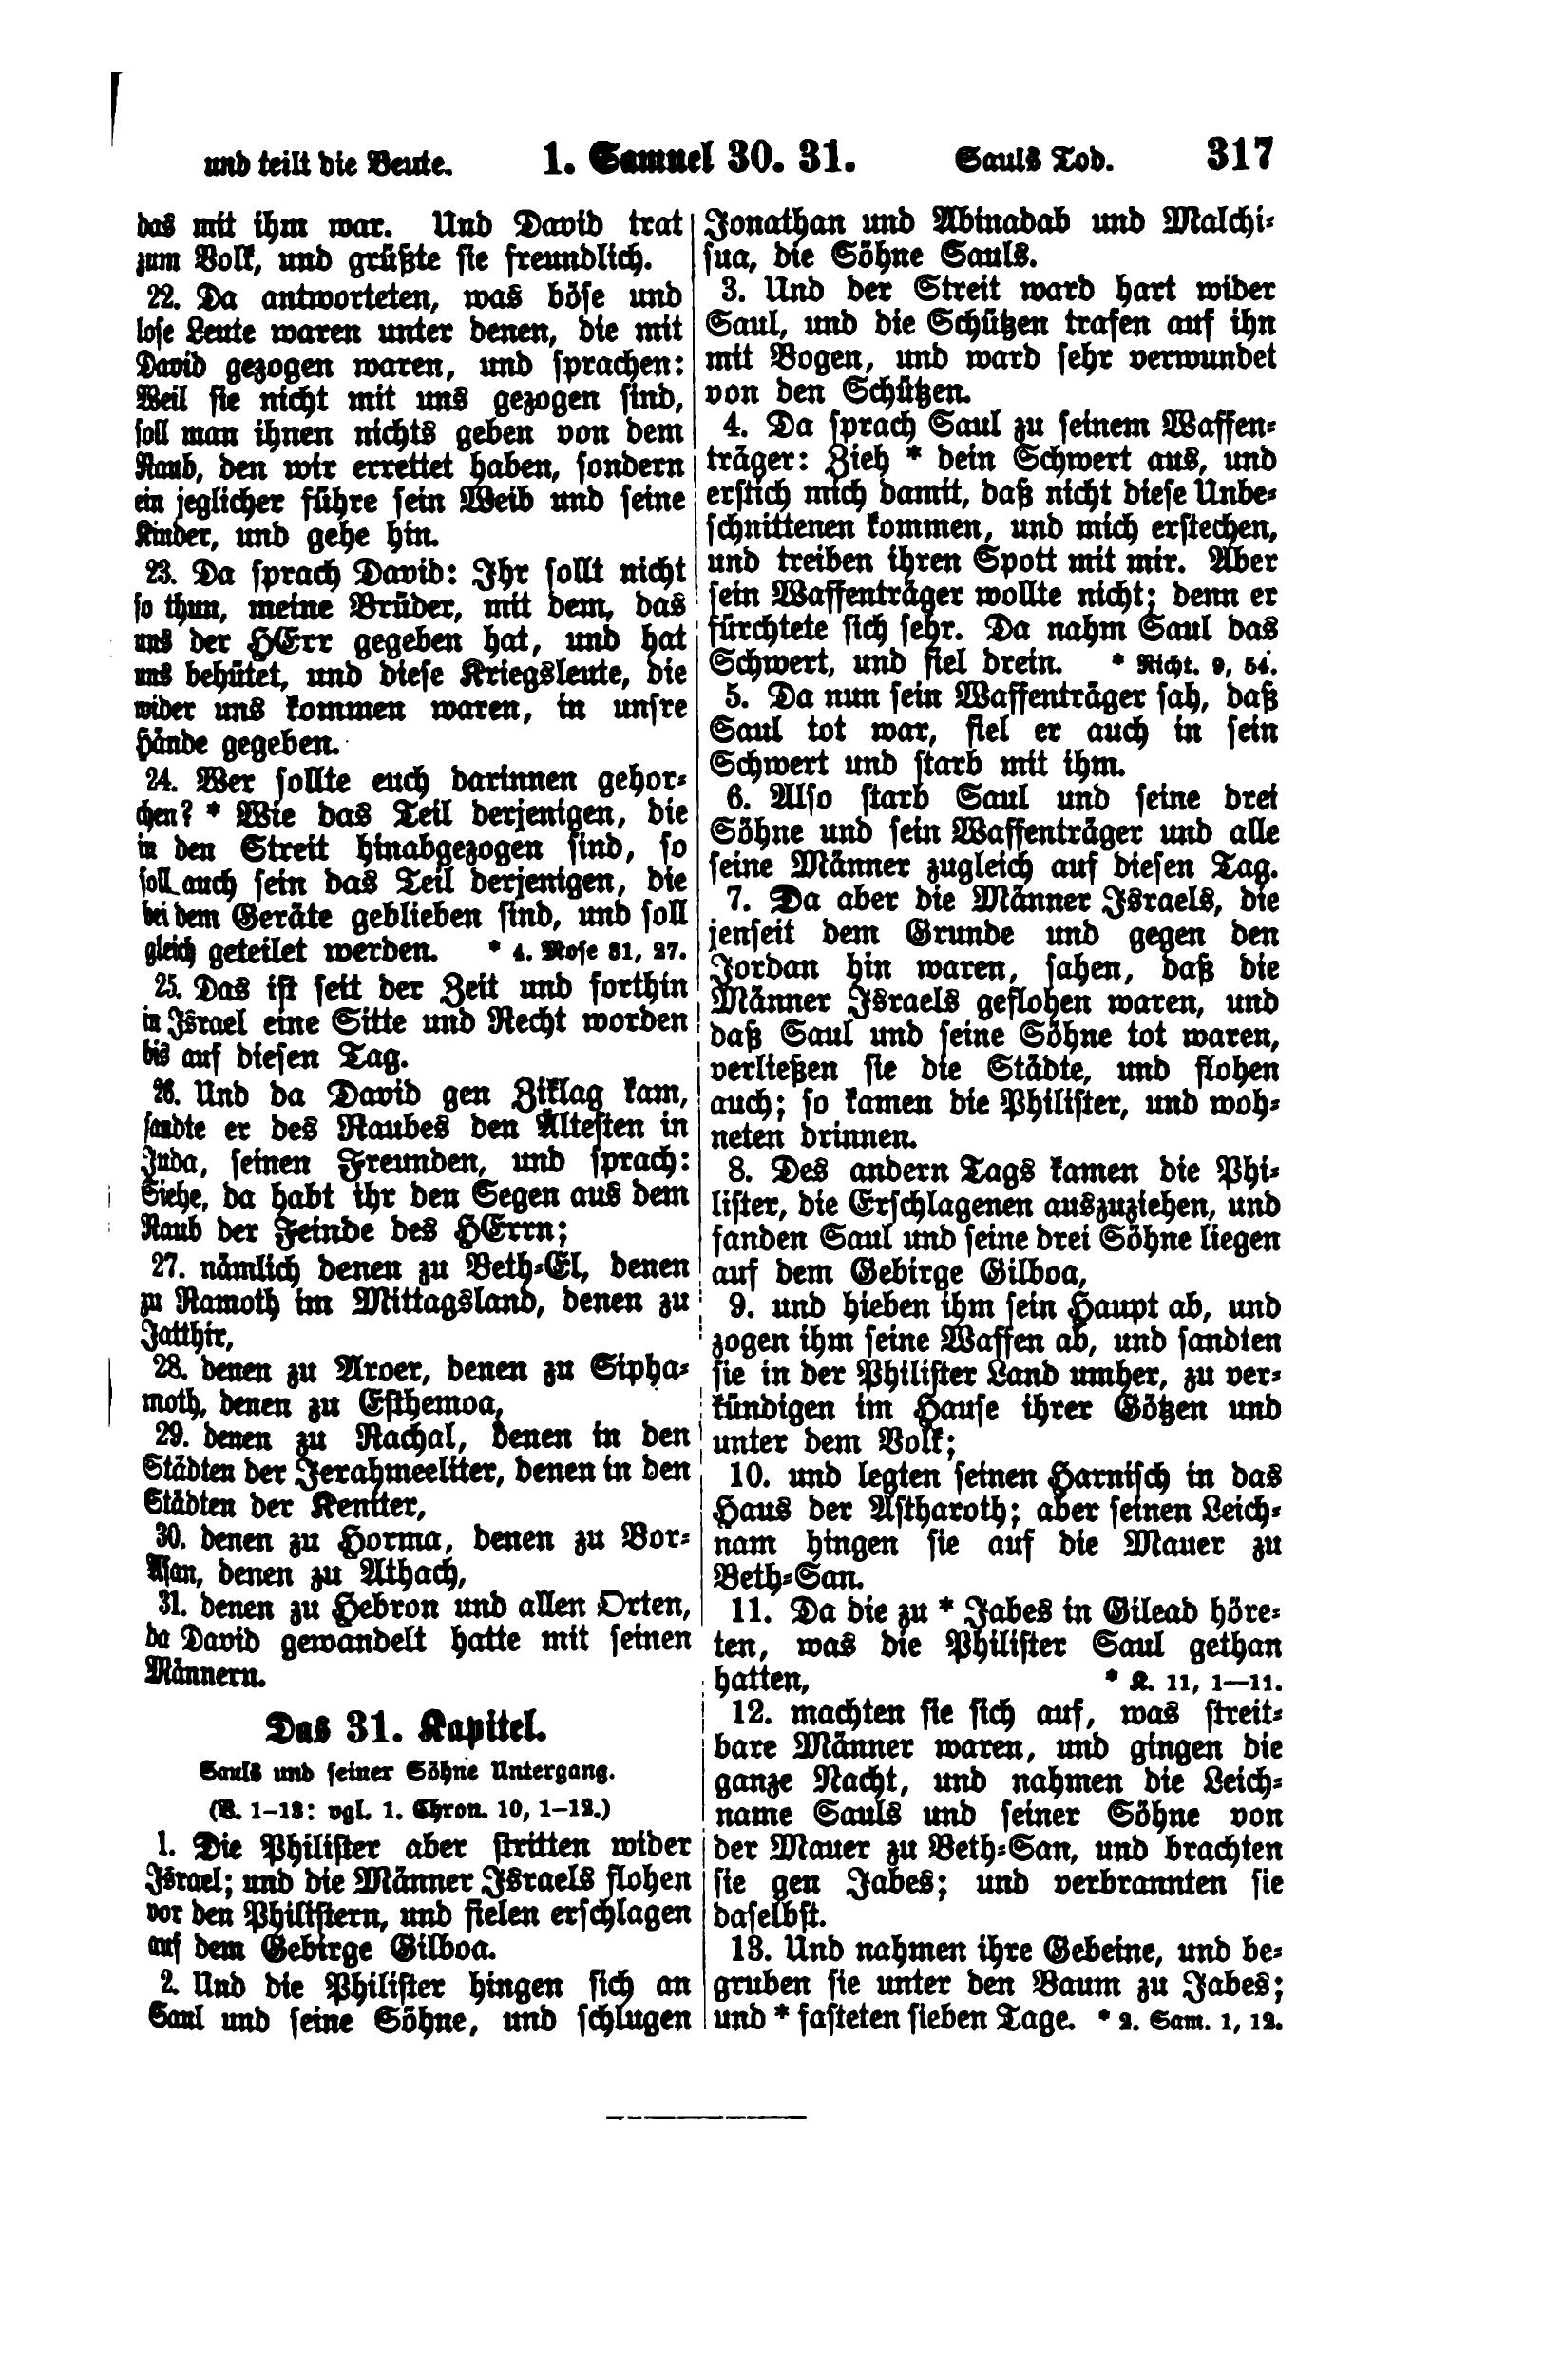 und teilt die Beute. 1. Samuel 30. 31. Sauls Tod. 317
das mit ihm war. Und David trat
zum Volk, und grüßte sie freundlich.
22. Da antworteten, was böse und
lose Leute waren unter denen, die mit
David gezogen waren, und sprachen:
Weil sie nicht mit uns gezogen sind,
soll man ihnen nichts geben von dem
Raub, den wir errettet haben, sondern
ein jeglicher führe sein Weib und seine
Kinder, und gehe hin.
23. Da sprach David: Ihr sollt nicht
so thun, meine Brüder, mit dem, das
uns der HErr gegeben hat, und hat
uns behütet, und diese Kriegsleute, die
wider uns kommen waren, in unsre
Hände gegeben.
24. Wer sollte euch darinnen gehor-
chen? * Wie das Teil derjenigen, die
in den Streit hinabgezogen sind, so
soll auch sein das Teil derjenigen, die
bei dem Geräte geblieben sind, und soll
gleich geteilet werden. * 4. Mose 31, 27.
25. Das ist seit der Zeit und forthin
in Israel eine Sitte und Recht worden
bis auf diesen Tag.
26. Und da David gen Ziklag kam,
sandte er des Raubes den Ältesten in
Juda, seinen Freunden, und sprach:
Siehe, da habt ihr den Segen aus dem
Raub der Feinde des HErrn;
27. nämlich denen zu Beth-El, denen
zu Ramoth im Mittagsland, denen zu
Jatthir,
28. denen zu Aroer, denen zu Sipha-
moth, denen zu Esthemoa,
29. denen zu Rachal, denen in den
Städten der Jerahmeeliter, denen in den
Städten der Keniter,
30. denen zu Horma, denen zu Bor-
Asan, denen zu Athach,
31. denen zu Hebron und allen Orten,
da David gewandelt hatte mit seinen
Männern.
Das 31. Kapitel.
Sauls und seiner Söhne Untergang.
(V. 1-13: vgl. 1. Chron. 10, 1-12.)
1. Die Philister aber stritten wider
Israel; und die Männer Israels flohen
vor den Philistern, und fielen erschlagen
auf dem Gebirge Gilboa.
2. Und die Philister hingen sich an
Saul und seine Söhne, und schlugen
Jonathan und Abinadab und Malchi-
sua, die Söhne Sauls.
3. Und der Streit ward hart wider
Saul, und die Schützen trafen auf ihn
mit Bogen, und ward sehr verwundet
von den Schützen.
4. Da sprach Saul zu seinem Waffen-
träger: Zieh * dein Schwert aus, und
erstich mich damit, daß nicht diese Unbe-
schnittenen kommen, und mich erstechen,
und treiben ihren Spott mit mir. Aber
sein Waffenträger wollte nicht; denn er
fürchtete sich sehr. Da nahm Saul das
Schwert, und fiel drein. * Richt. 9, 54.
5. Da nun sein Waffenträger sah, daß
Saul tot war, fiel er auch in sein
Schwert und starb mit ihm.
6. Also starb Saul und seine drei
Söhne und sein Waffenträger und alle
seine Männer zugleich auf diesen Tag.
7. Da aber die Männer Israels, die
jenseit dem Grunde und gegen den
Jordan hin waren, sahen, daß die
Männer Israels geflohen waren, und
daß Saul und seine Söhne tot waren,
verließen sie die Städte, und flohen
auch; so kamen die Philister, und woh-
neten drinnen.
8. Des andern Tags kamen die Phi-
lister, die Erschlagenen auszuziehen, und
fanden Saul und seine drei Söhne liegen
auf dem Gebirge Gilboa,
9. und hieben ihm sein Haupt ab, und
zogen ihm seine Waffen ab, und sandten
sie in der Philister Land umher, zu ver-
kündigen im Hause ihrer Götzen und
unter dem Volk;
10. und legten seinen Harnisch in das
Haus der Astharoth; aber seinen Leich-
nam hingen sie auf die Mauer zu
Beth-San.
11. Da die zu * Jabes in Gilead höre-
ten, was die Philister Saul gethan
hatten, * K. 11, 1—11.
12. machten sie sich auf, was streit-
bare Männer waren, und gingen die
ganze Nacht, und nahmen die Leich-
name Sauls und seiner Söhne von
der Mauer zu Beth-San, und brachten
sie gen Jabes; und verbrannten sie
daselbst.
13. Und nahmen ihre Gebeine, und be-
gruben sie unter den Baum zu Jabes;
und * fasteten sieben Tage. * 2. Sam. 1, 12.